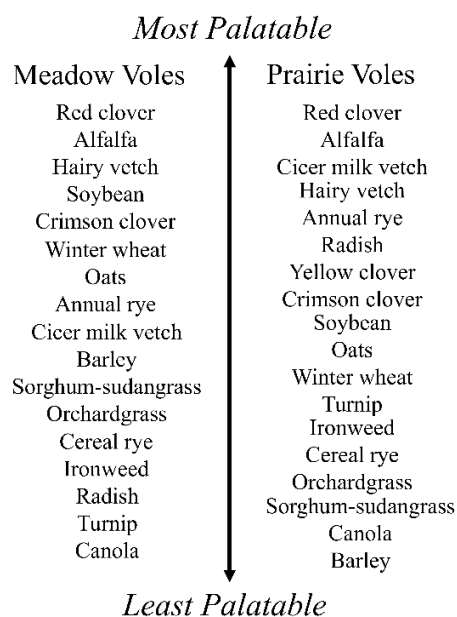 Most Palatable
Meadow Voles
Red clover
Alfalfa
Hairy vetch
Soybean
Crimson clover
Winter wheat
Oats
Annual rye
Cicer milk vetch
Barley
Sorghum-sudangrass
Orchardgrass
Cereal rye
Ironweed
Radish
Turnip
Canola
Prairie Voles
Red clover
Alfalfa
Cicer milk vetch
Hairy vetch
Annual rye
Radish
Yellow clover
Crimson clover
Soybean
Oats
Winter wheat
Turnip
Ironweed
Cereal rye
Orchardgrass
Sorghum-sudangrass
Canola
Barley
Least Palatable